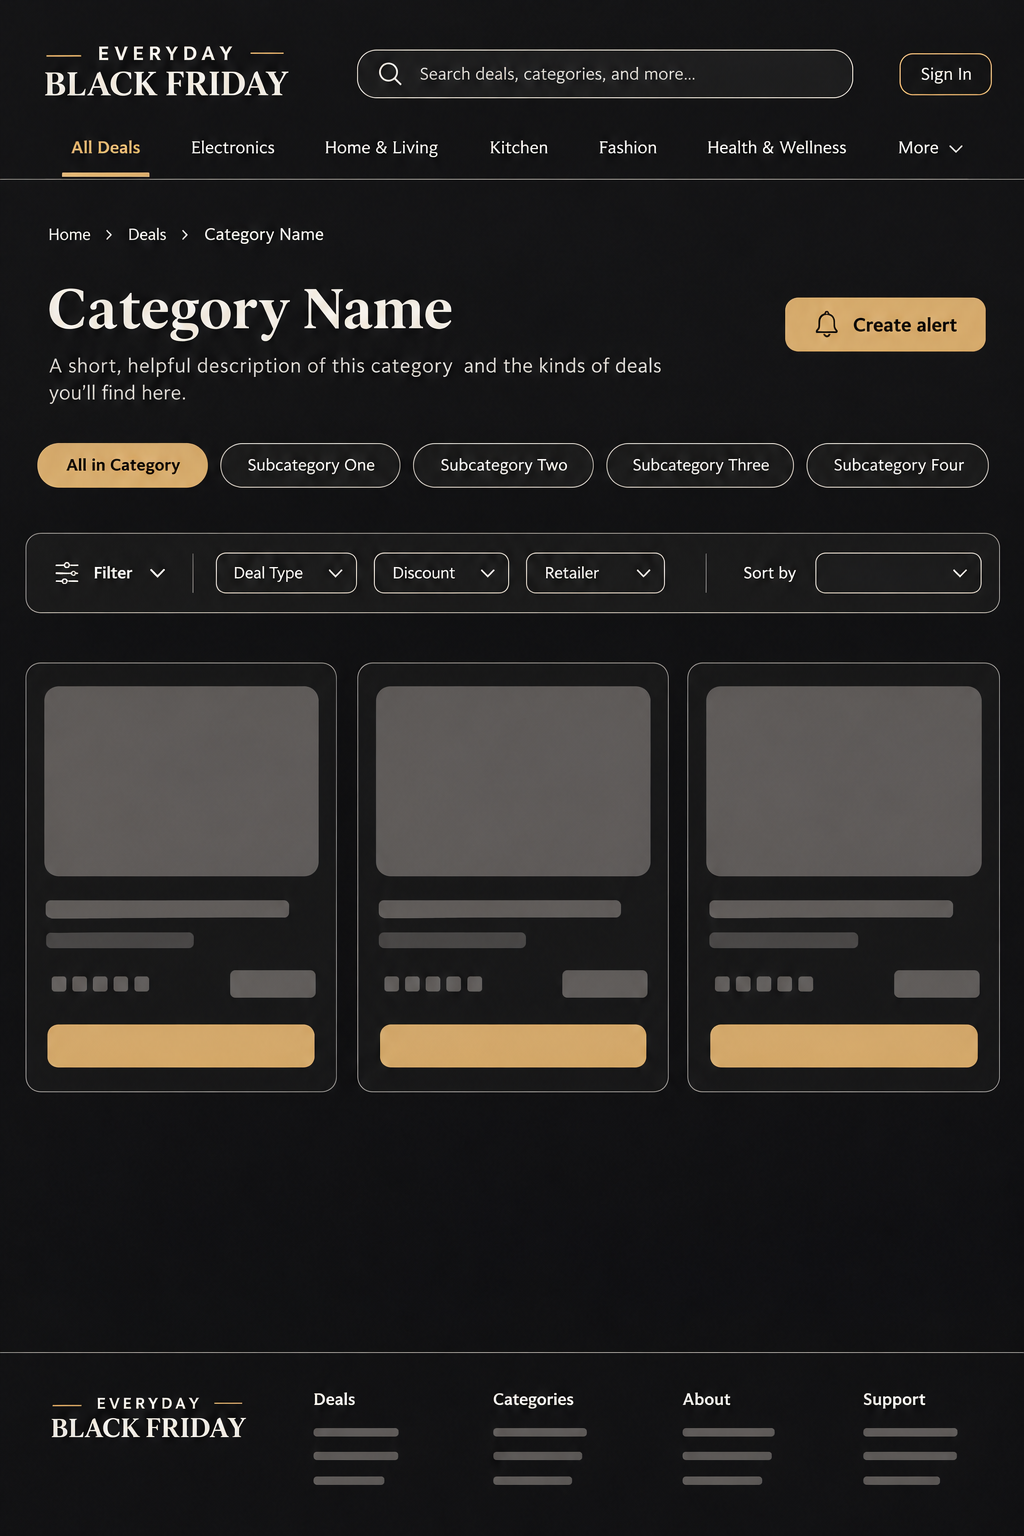 EVERYDAY
BLACK FRIDAY
Search deals, categories, and more...
Sign In
All Deals
Electronics
Home & Living
Kitchen
Fashion
Health & Wellness
More
Home > Deals > Category Name
Category Name
Create alert
A short, helpful description of this category and the kinds of deals
you'll find here.
All in Category
Subcategory One
Subcategory Two
Subcategory Three
Subcategory Four
Filter
Deal Type
Discount
Retailer
Sort by
EVERYDAY
BLACK FRIDAY
Deals
Categories
About
Support